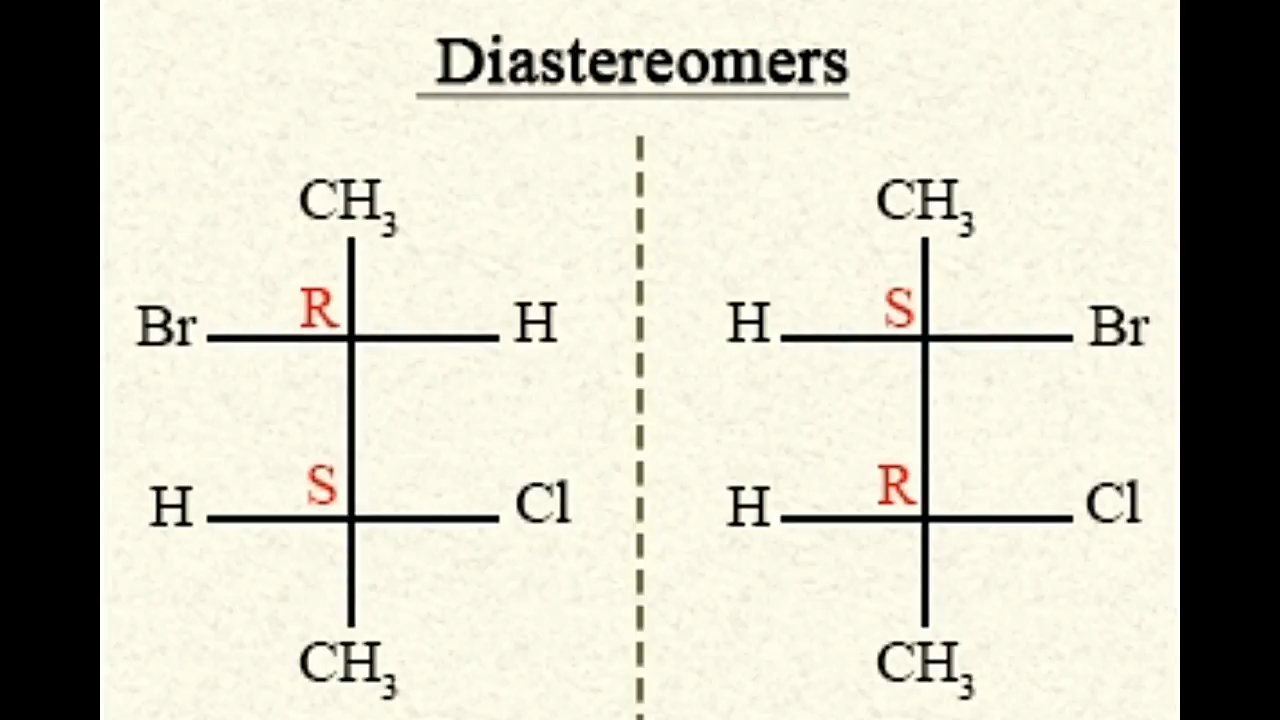 Diastereomers
CH₃ CH₃
R S
Br H H Br
S R
H Cl H Cl
CH₃ CH₃